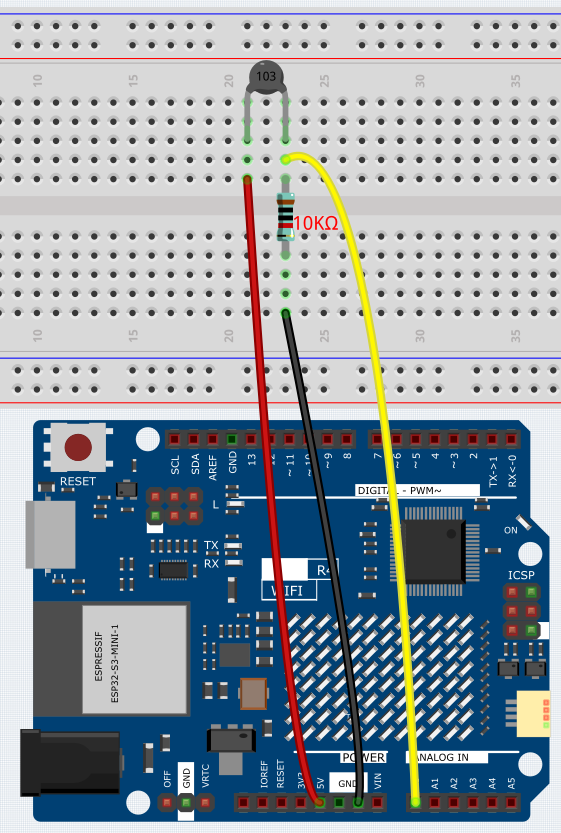 10 15 20 25 30 35
103
10KΩ
10 15 20 25 30 35
RESET
SCL
SDA
AREF
GND
13
12
~11
~10
~9
8
7
~6
~5
4
~3
2
TX->1
RX<-0
DIGITAL - PWM~
L
TX
RX
ON
R4
WIFI
ICSP
ESPRESSIF
ESP32-S3-MINI-1
POWER
ANALOG IN
OFF
GND
VRTC
IOREF
RESET
3V3
5V
GND
VIN
A1
A2
A3
A4
A5